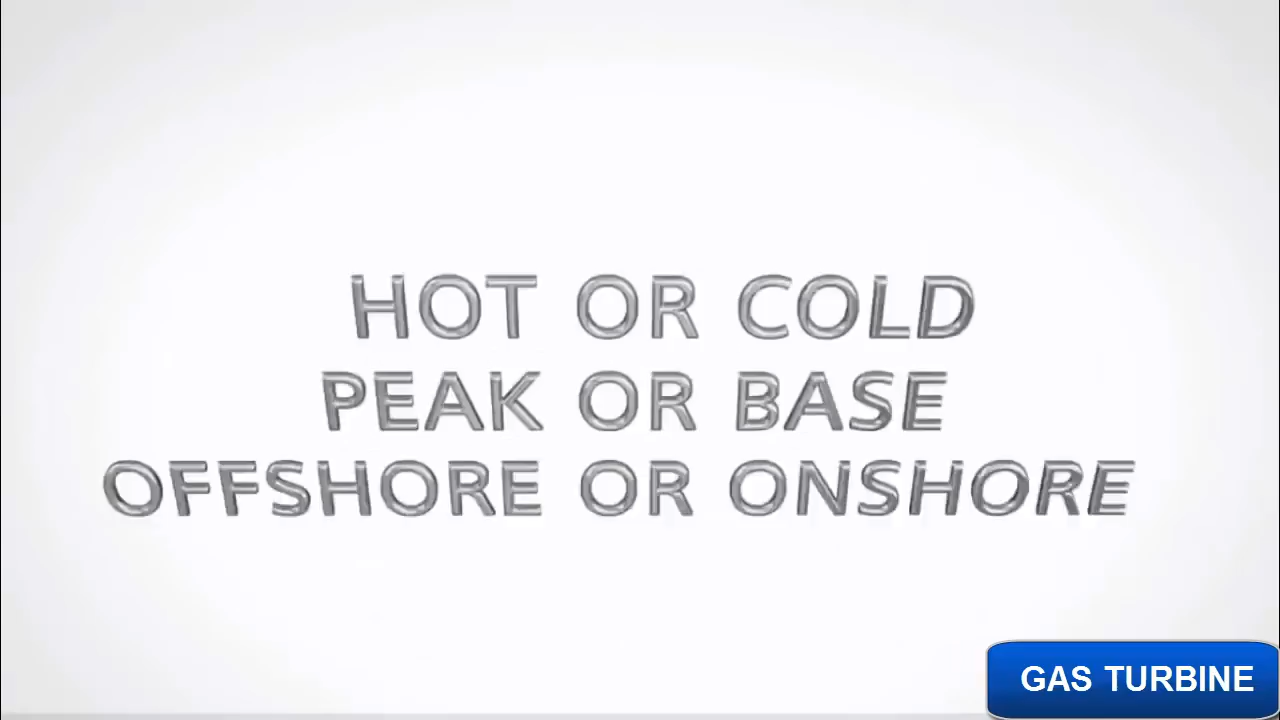 HOT OR COLD
PEAK OR BASE
OFFSHORE OR ONSHORE
GAS TURBINE